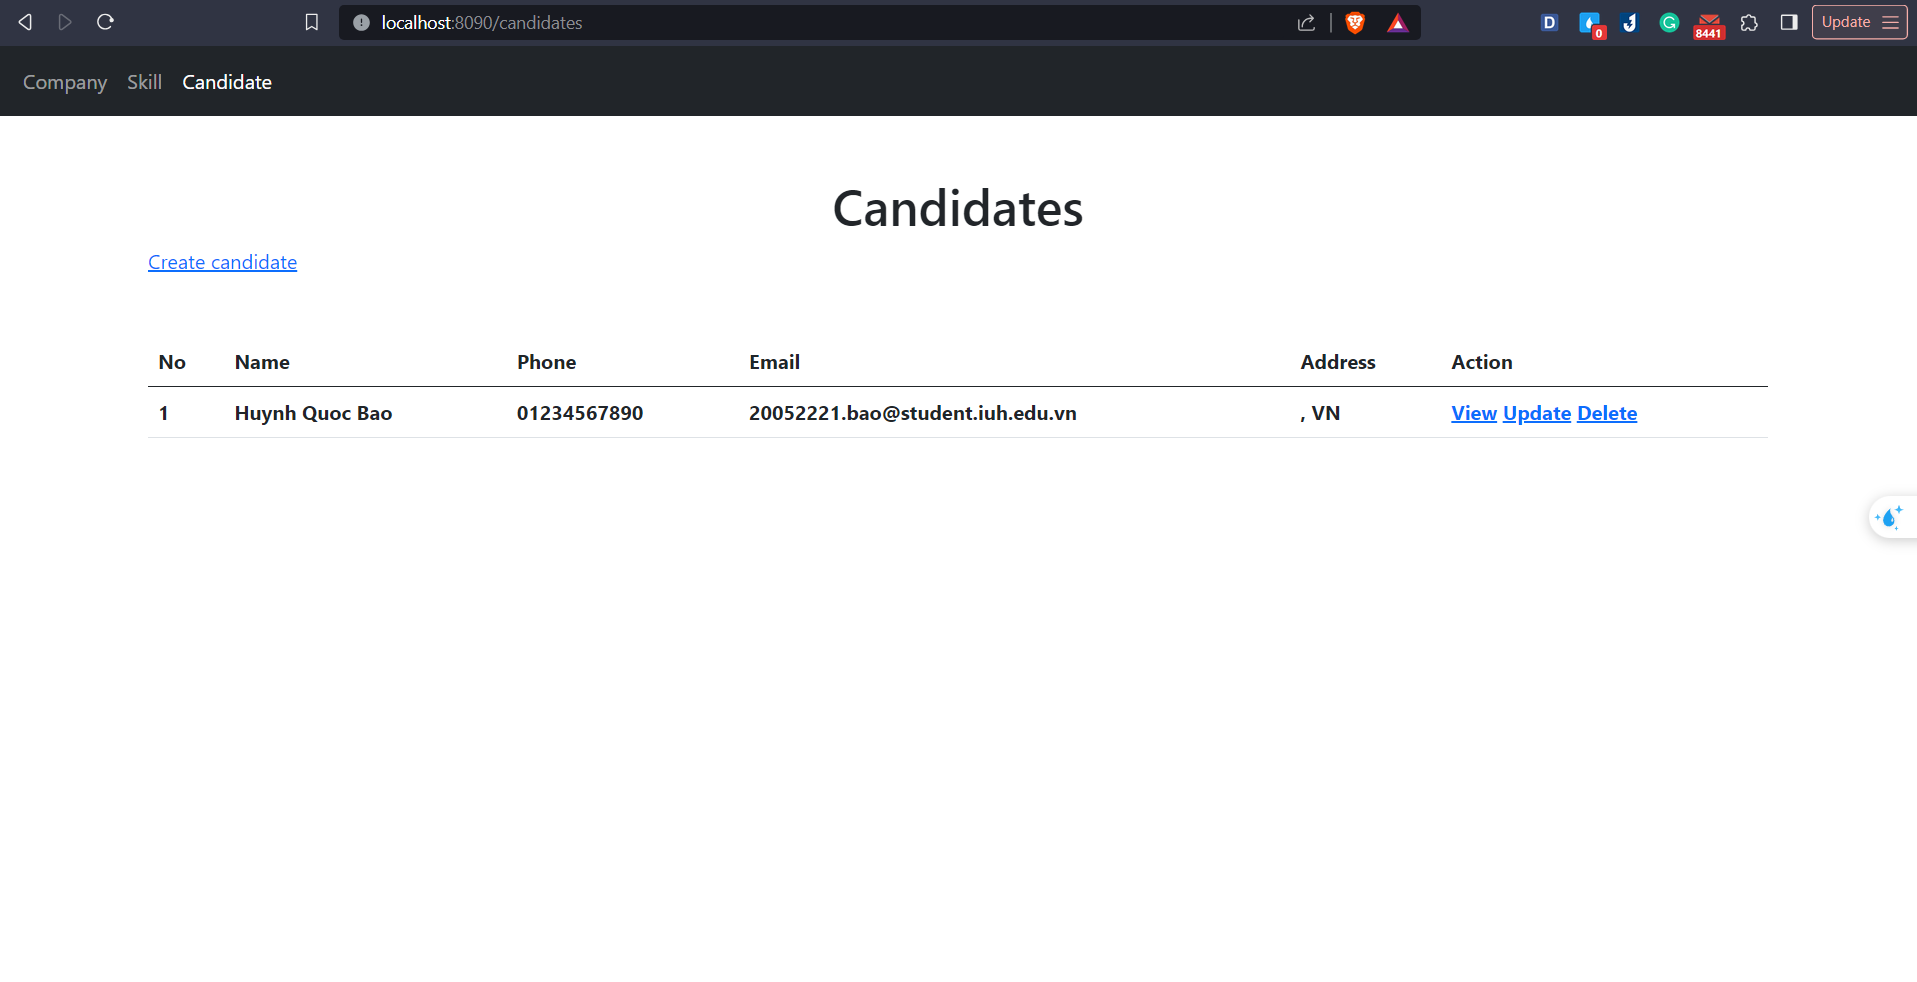 localhost:8090/candidates
D
0
G
8441
Update
Company Skill Candidate
Candidates
Create candidate
No Name Phone Email Address Action
1 Huynh Quoc Bao 01234567890 20052221.bao@student.iuh.edu.vn , VN View Update Delete